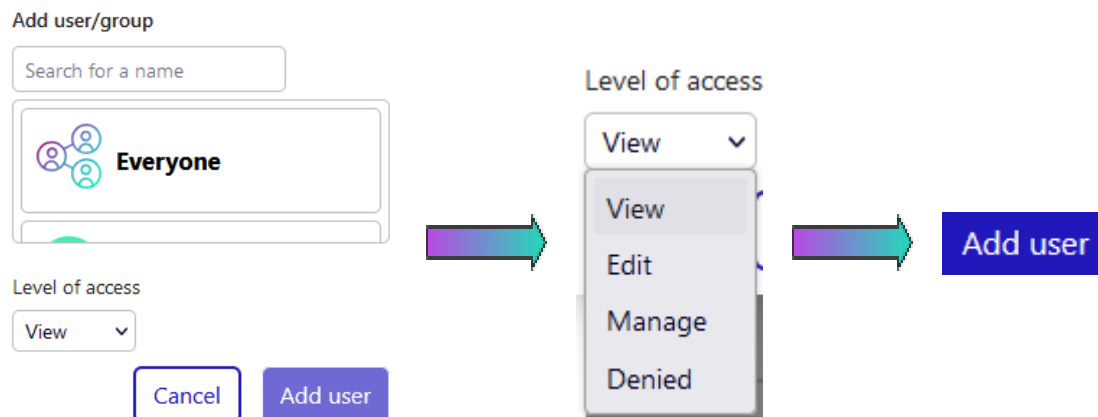 Add user/group
Search for a name
Everyone
Level of access
View
Cancel
Add user
Level of access
View
View
Edit
Manage
Denied
Add user